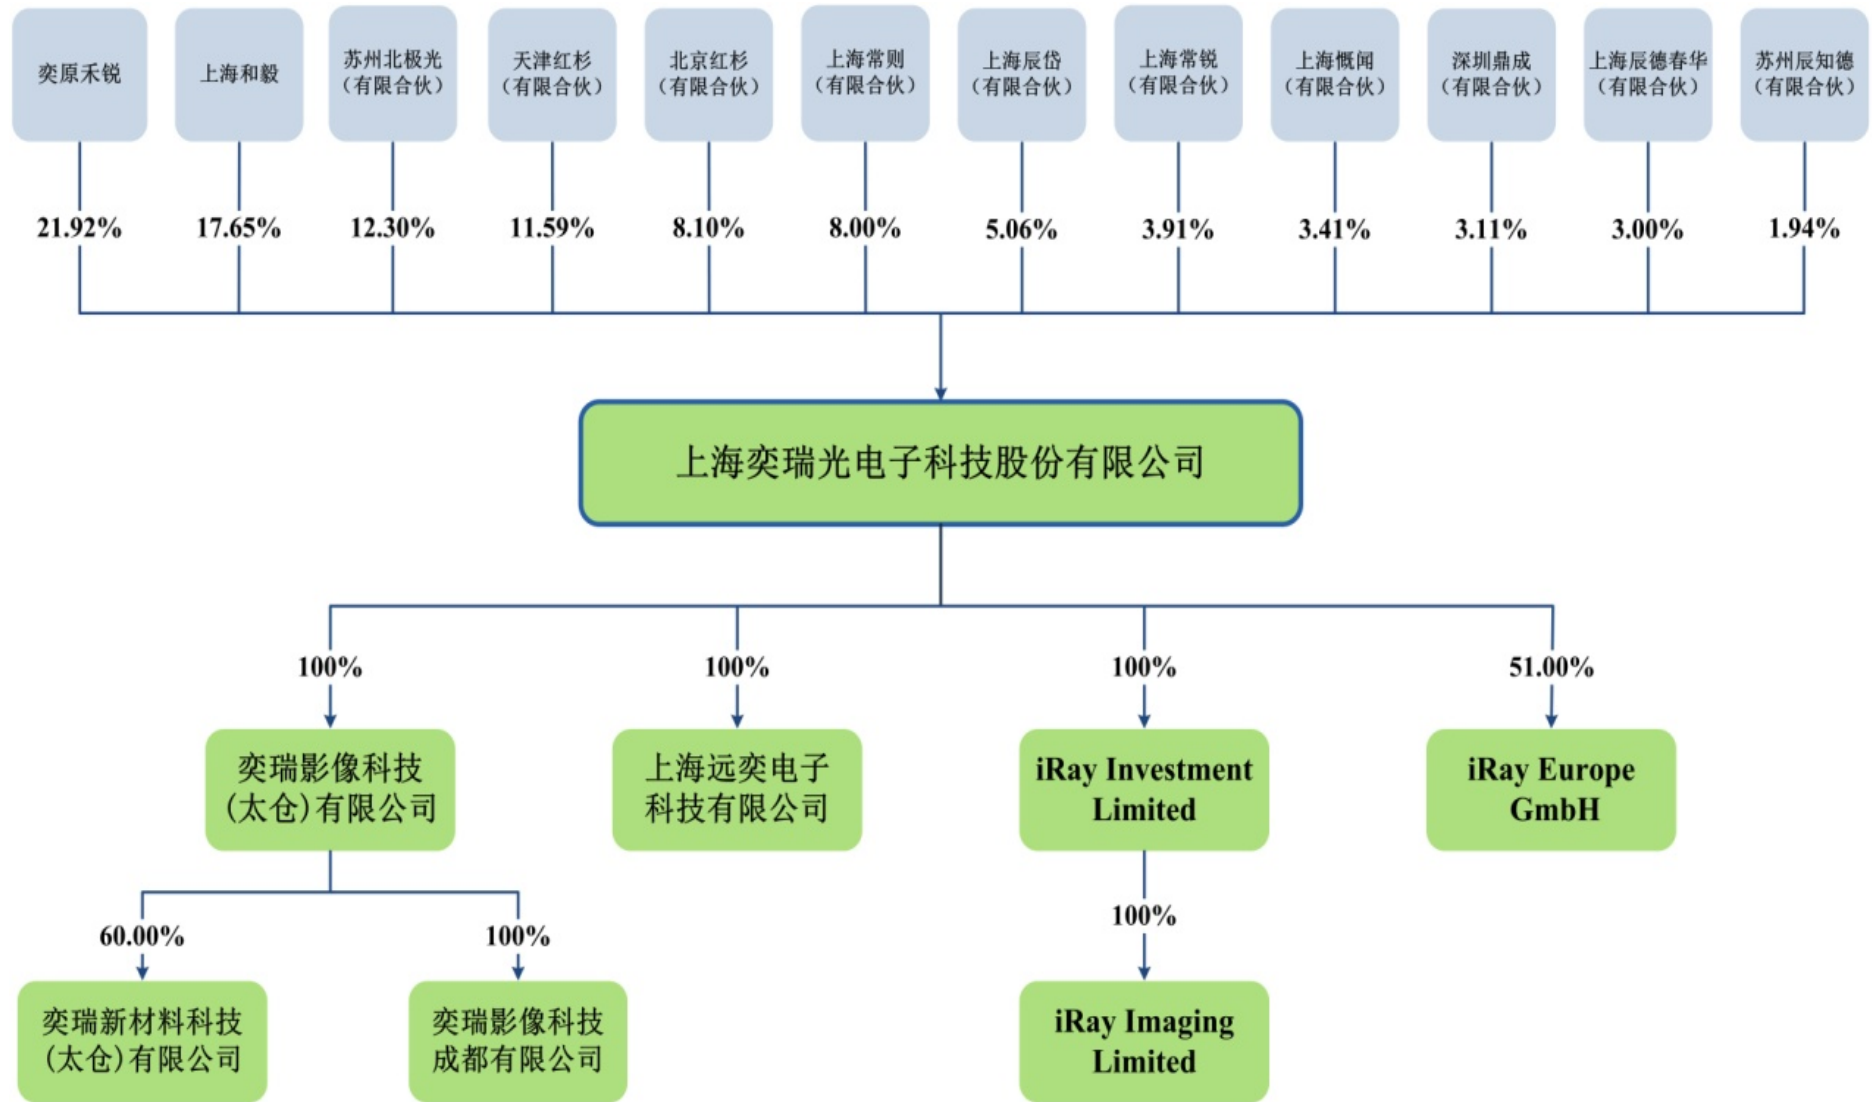 奕原禾锐
上海和毅
苏州北极光
（有限合伙）
天津红杉
（有限合伙）
北京红杉
（有限合伙）
上海常则
（有限合伙）
上海辰岱
（有限合伙）
上海常锐
（有限合伙）
上海慨闻
（有限合伙）
深圳鼎成
（有限合伙）
上海辰德春华
（有限合伙）
苏州辰知德
（有限合伙）
21.92%
17.65%
12.30%
11.59%
8.10%
8.00%
5.06%
3.91%
3.41%
3.11%
3.00%
1.94%
上海奕瑞光电子科技股份有限公司
100%
100%
100%
51.00%
奕瑞影像科技
(太仓)有限公司
上海远奕电子
科技有限公司
iRay Investment
Limited
iRay Europe
GmbH
60.00%
100%
100%
奕瑞新材料科技
(太仓)有限公司
奕瑞影像科技
成都有限公司
iRay Imaging
Limited